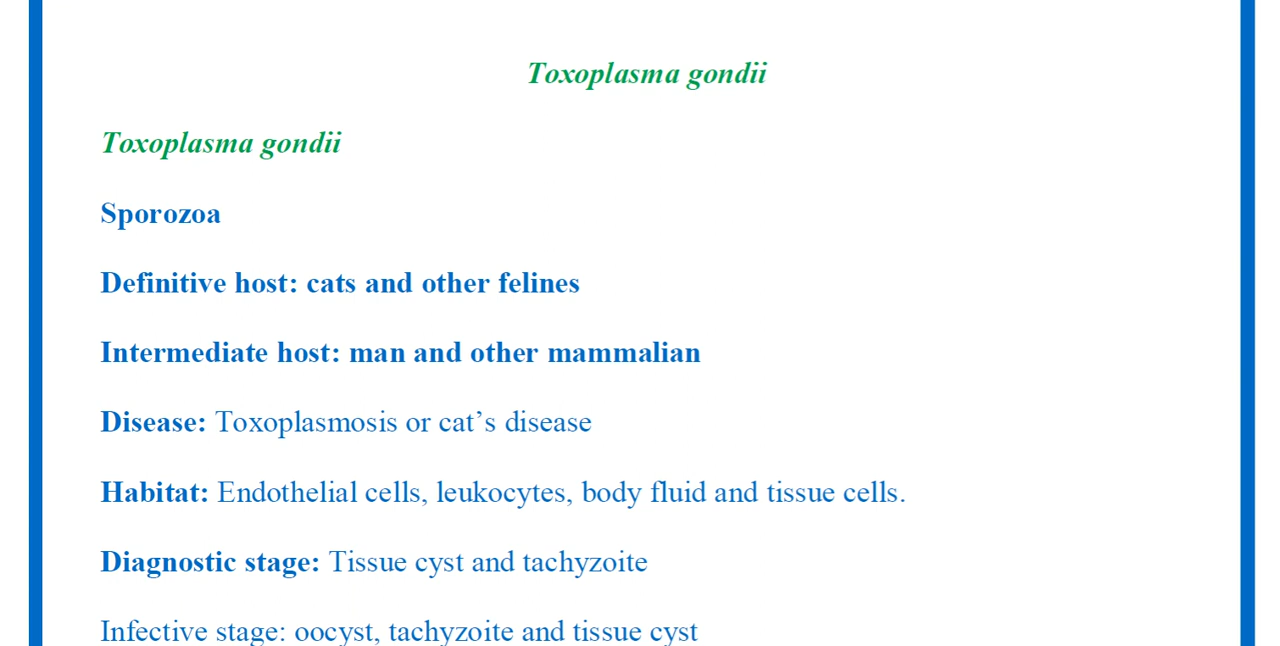 Toxoplasma gondii
Toxoplasma gondii
Sporozoa
Definitive host: cats and other felines
Intermediate host: man and other mammalian
Disease: Toxoplasmosis or cat’s disease
Habitat: Endothelial cells, leukocytes, body fluid and tissue cells.
Diagnostic stage: Tissue cyst and tachyzoite
Infective stage: oocyst, tachyzoite and tissue cyst